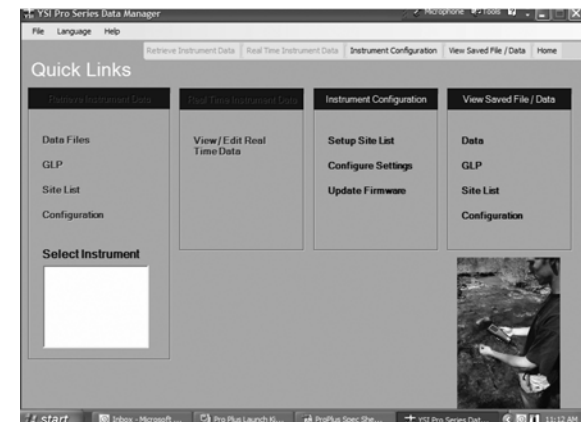 YSI Pro Series Data Manager
Microphone Tools
File Language Help
Retrieve Instrument Data Real Time Instrument Data Instrument Configuration View Saved File / Data Home
Quick Links
Retrieve Instrument Data
Data Files
GLP
Site List
Configuration
Select Instrument
Real Time Instrument Data
View / Edit Real
Time Data
Instrument Configuration
Setup Site List
Configure Settings
Update Firmware
View Saved File / Data
Data
GLP
Site List
Configuration
start Inbox - Microsoft ... Pro Plus Launch Ki... ProPlus Spec She... YSI Pro Series Dat... 11:12 AM